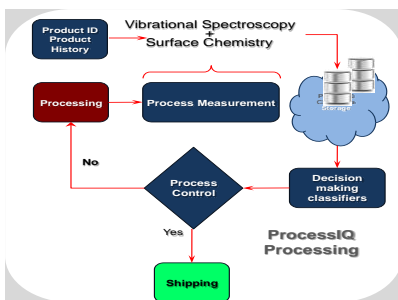 Product ID
Product
History
Vibrational Spectroscopy
+
Surface Chemistry
Processing
Process Measurement
Storage
No
Process
Control
Decision
making
classifiers
Yes
ProcessIQ
Processing
Shipping